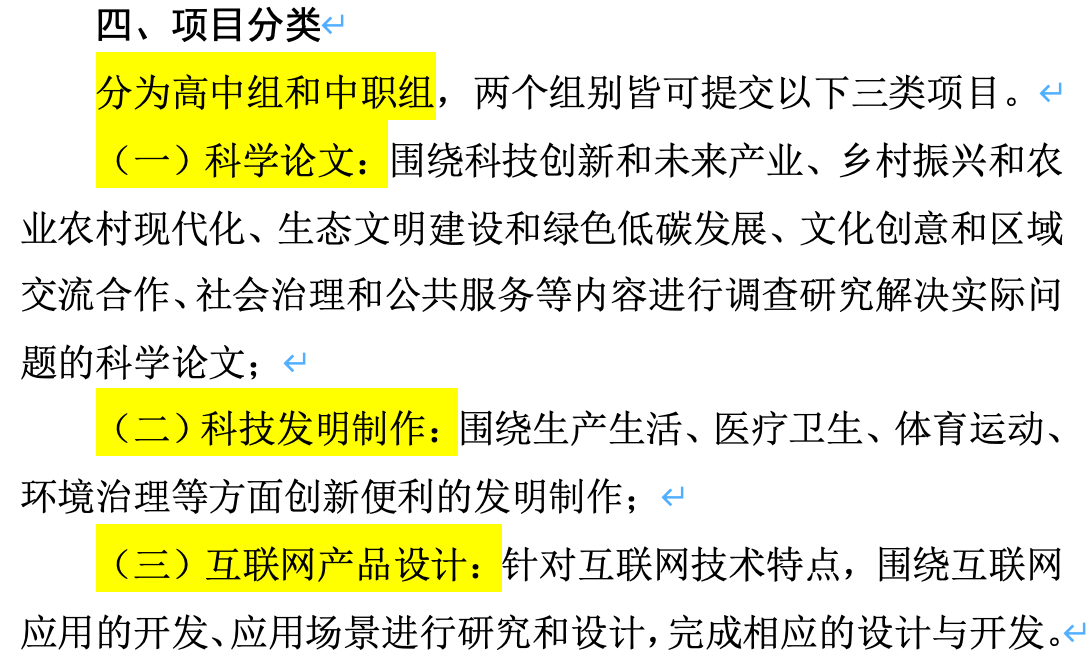 四、项目分类
分为高中组和中职组，两个组别皆可提交以下三类项目。
（一）科学论文：围绕科技创新和未来产业、乡村振兴和农
业农村现代化、生态文明建设和绿色低碳发展、文化创意和区域
交流合作、社会治理和公共服务等内容进行调查研究解决实际问
题的科学论文；
（二）科技发明制作：围绕生产生活、医疗卫生、体育运动、
环境治理等方面创新便利的发明制作；
（三）互联网产品设计：针对互联网技术特点，围绕互联网
应用的开发、应用场景进行研究和设计，完成相应的设计与开发。